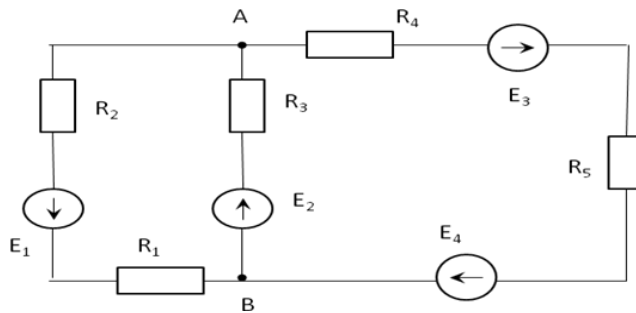 A
R₄
E₃
R₂
R₃
R₅
E₂
E₄
E₁
R₁
B